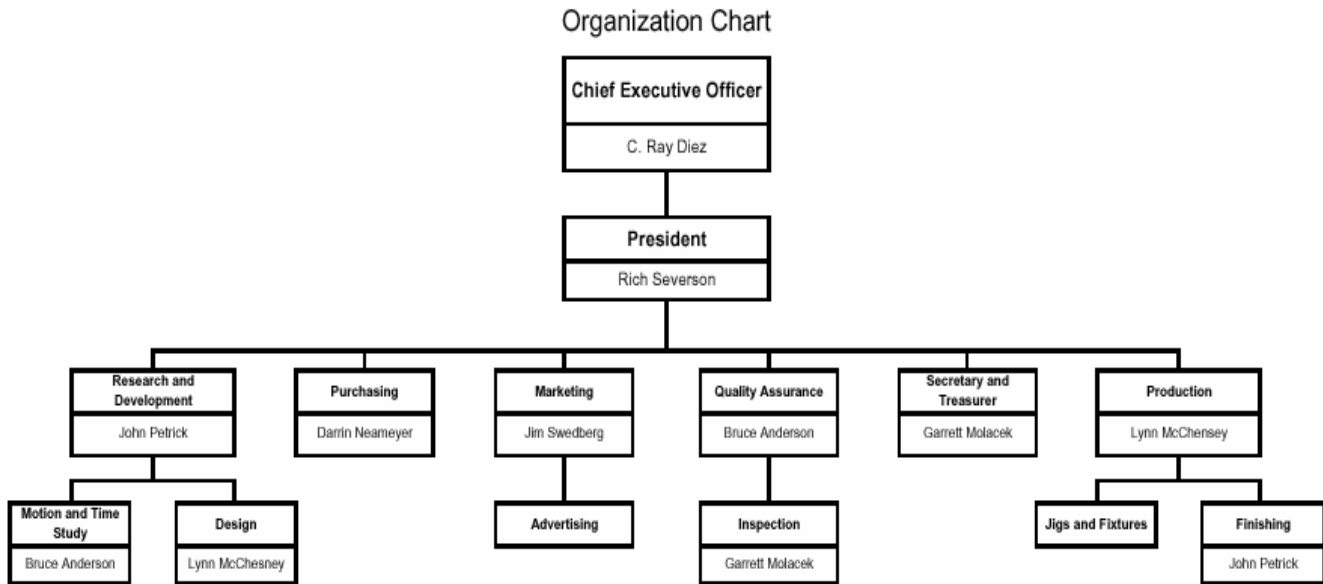 Organization Chart
Chief Executive Officer
C. Ray Diez
President
Rich Severson
Research and
Development
John Petrick
Purchasing
Darrin Neameyer
Marketing
Jim Swedberg
Quality Assurance
Bruce Anderson
Secretary and
Treasurer
Garrett Molacek
Production
Lynn McChensey
Motion and Time
Study
Bruce Anderson
Design
Lynn McChesney
Advertising
Inspection
Garrett Molacek
Jigs and Fixtures
Finishing
John Petrick